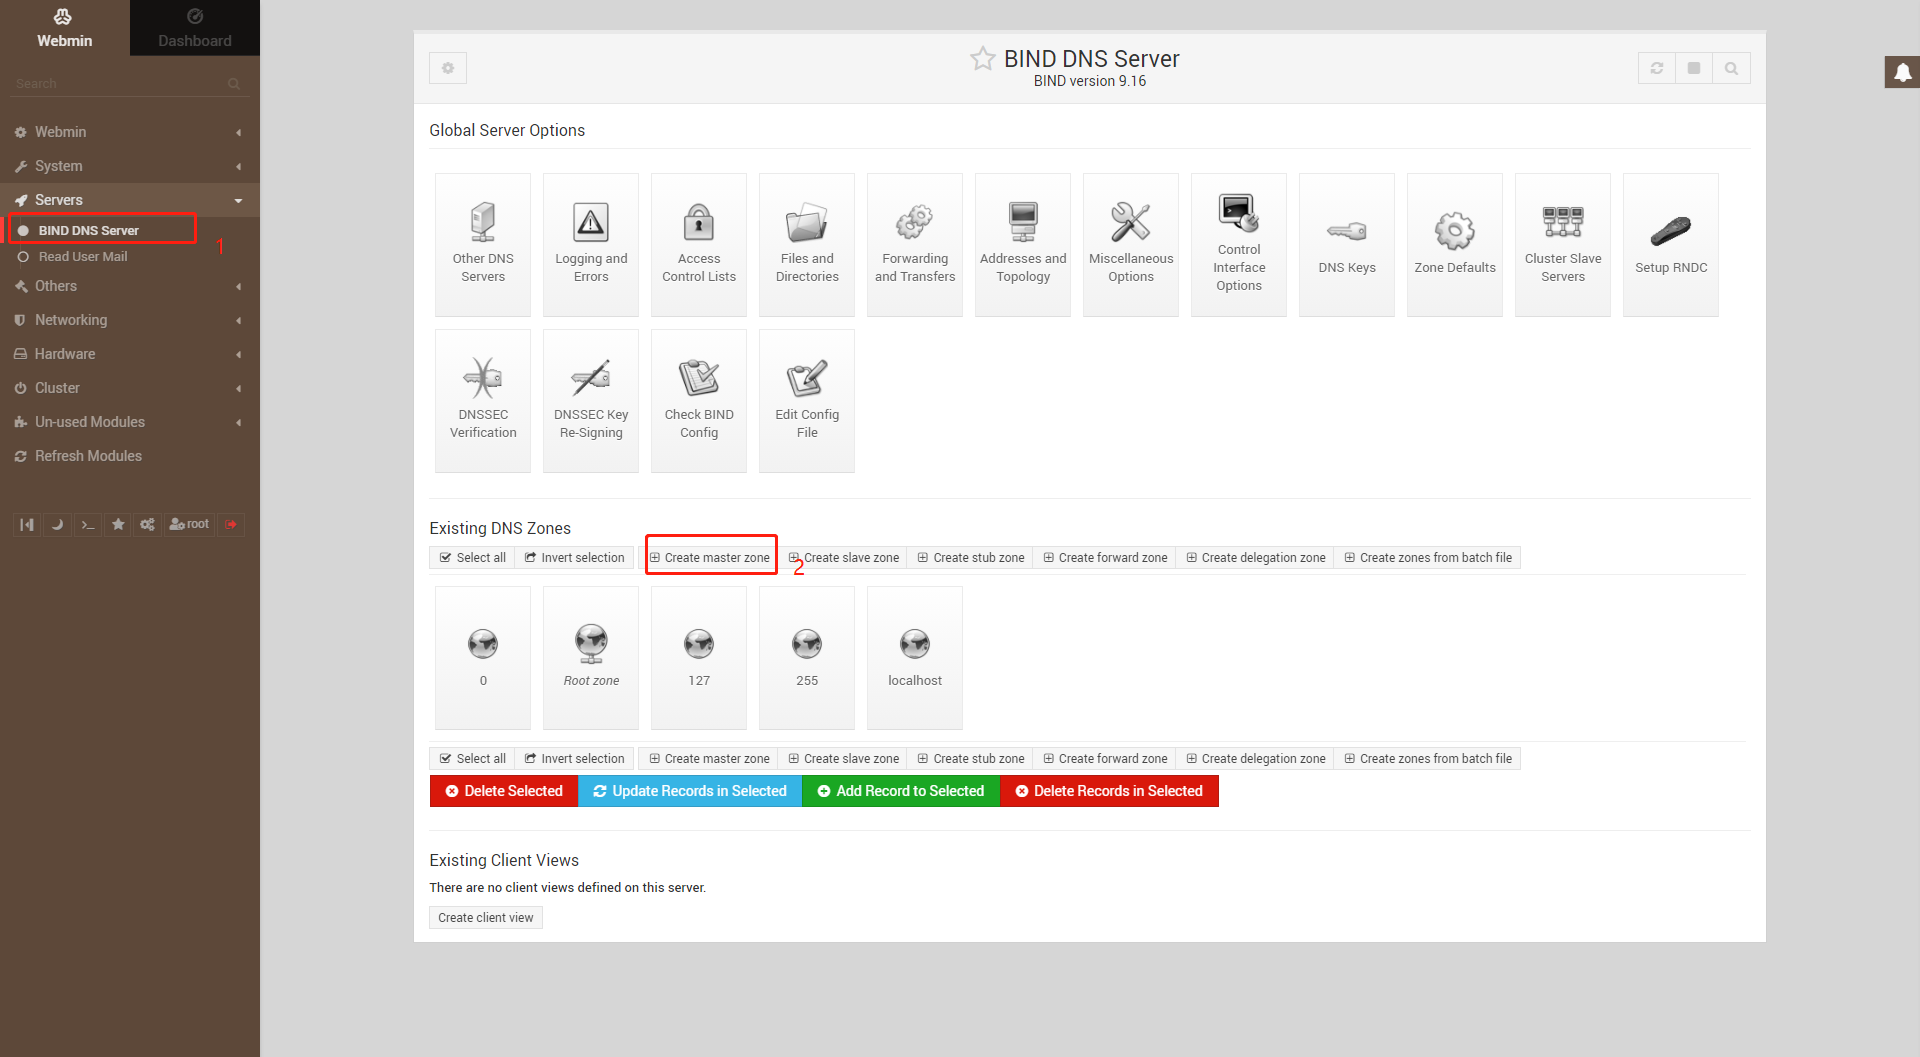 Webmin
Dashboard
Search
Webmin
System
Servers
BIND DNS Server
1
Read User Mail
Others
Networking
Hardware
Cluster
Un-used Modules
Refresh Modules
root
BIND DNS Server
BIND version 9.16
Global Server Options
Other DNS
Servers
Logging and
Errors
Access
Control Lists
Files and
Directories
Forwarding
and Transfers
Addresses and
Topology
Miscellaneous
Options
Control
Interface
Options
DNS Keys
Zone Defaults
Cluster Slave
Servers
Setup RNDC
DNSSEC
Verification
DNSSEC Key
Re-Signing
Check BIND
Config
Edit Config
File
Existing DNS Zones
Select all Invert selection Create master zone Create slave zone Create stub zone Create forward zone Create delegation zone Create zones from batch file
2
0
Root zone
127
255
localhost
Select all Invert selection Create master zone Create slave zone Create stub zone Create forward zone Create delegation zone Create zones from batch file
Delete Selected Update Records in Selected Add Record to Selected Delete Records in Selected
Existing Client Views
There are no client views defined on this server.
Create client view